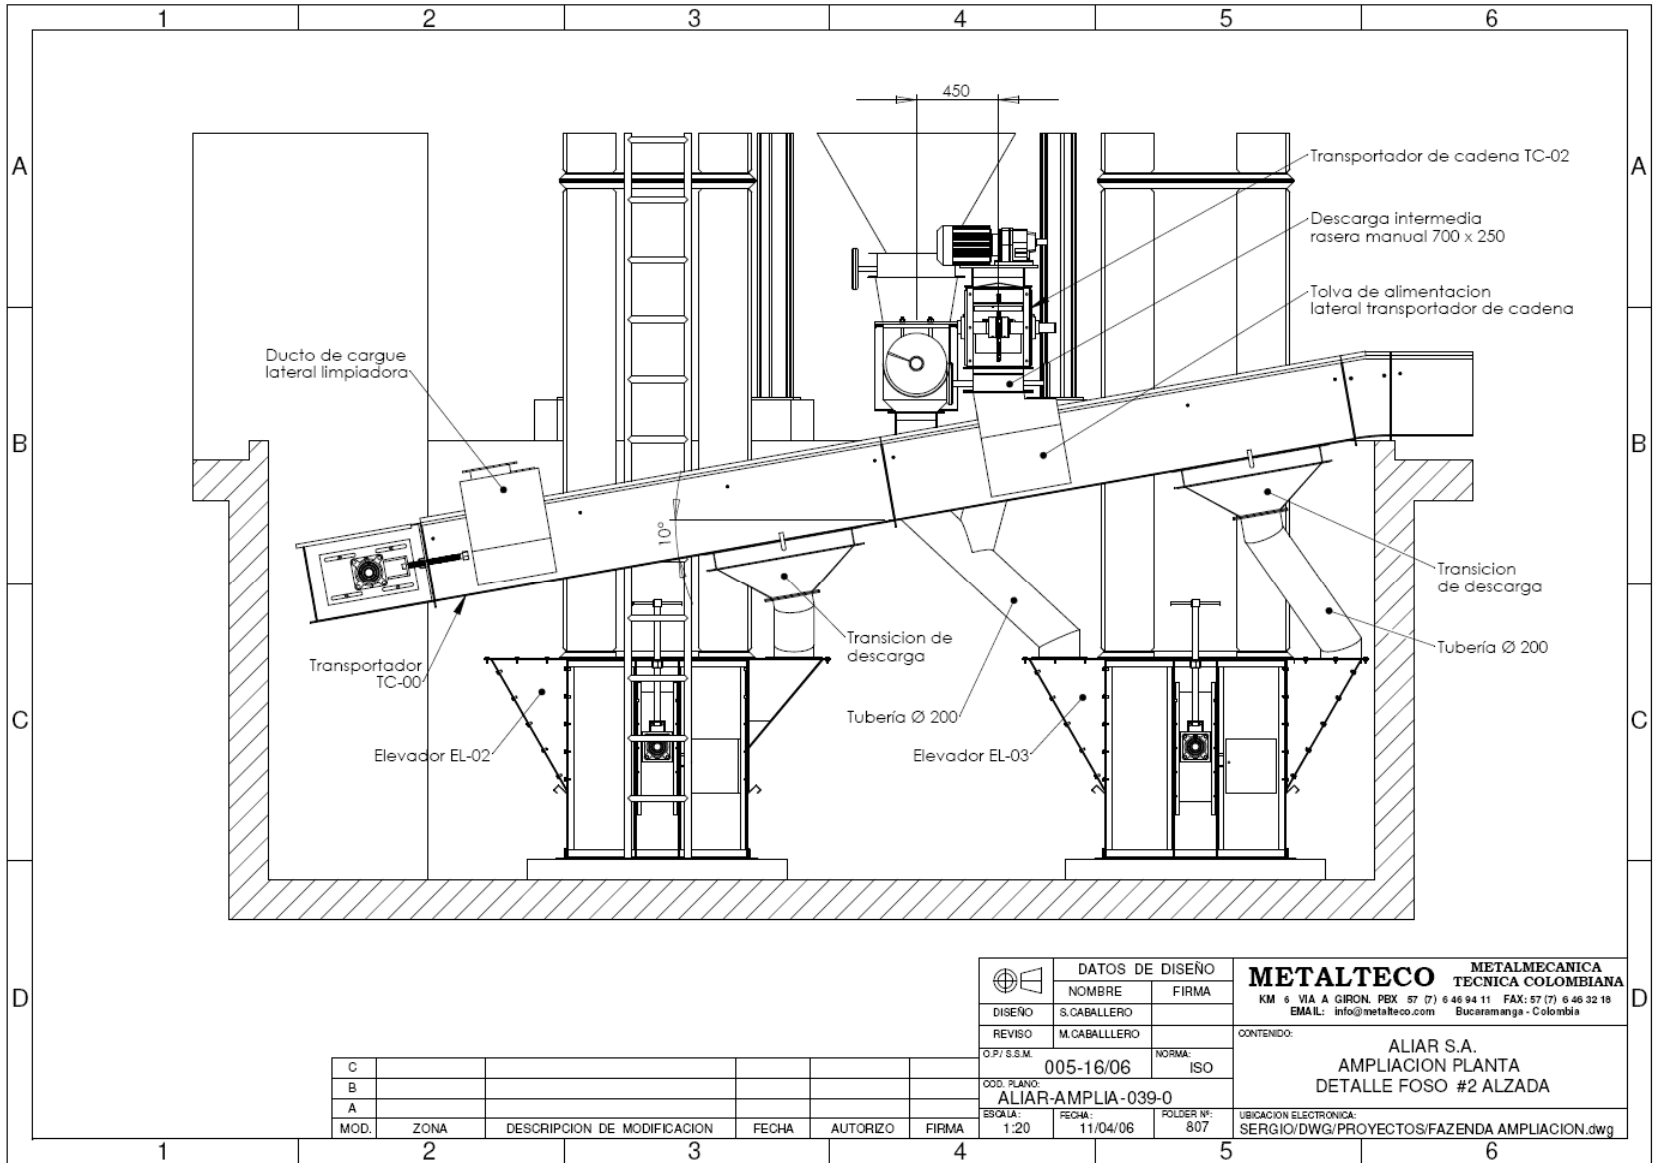 1 2 3 4 5 6
A A
B B
C C
D D
450
Transportador de cadena TC-02
Descarga intermedia
rasera manual 700 x 250
Tolva de alimentacion
lateral transportador de cadena
Ducto de cargue
lateral limpiadora
10°
Transicion
de descarga
Transicion de
descarga
Tubería Ø 200
Transportador
TC-00
Tubería Ø 200
Elevador EL-02
Elevador EL-03
DATOS DE DISEÑO
NOMBRE FIRMA
DISEÑO S.CABALLERO
REVISO M.CABALLLERO
O.P/ S.S.M. 005-16/06
NORMA: ISO
COD. PLANO:
ALIAR-AMPLIA-039-0
ESCALA: 1:20
FECHA: 11/04/06
FOLDER Nº: 807
METALTECO
METALMECANICA
TECNICA COLOMBIANA
KM 6 VIA A GIRON. PBX 57 (7) 6 46 94 11 FAX: 57 (7) 6 46 32 18
EMAIL: info@metalteco.com Bucaramanga - Colombia
CONTENIDO:
ALIAR S.A.
AMPLIACION PLANTA
DETALLE FOSO #2 ALZADA
UBICACION ELECTRONICA:
SERGIO/DWG/PROYECTOS/FAZENDA AMPLIACION.dwg
C
B
A
MOD. ZONA DESCRIPCION DE MODIFICACION FECHA AUTORIZO FIRMA
1 2 3 4 5 6